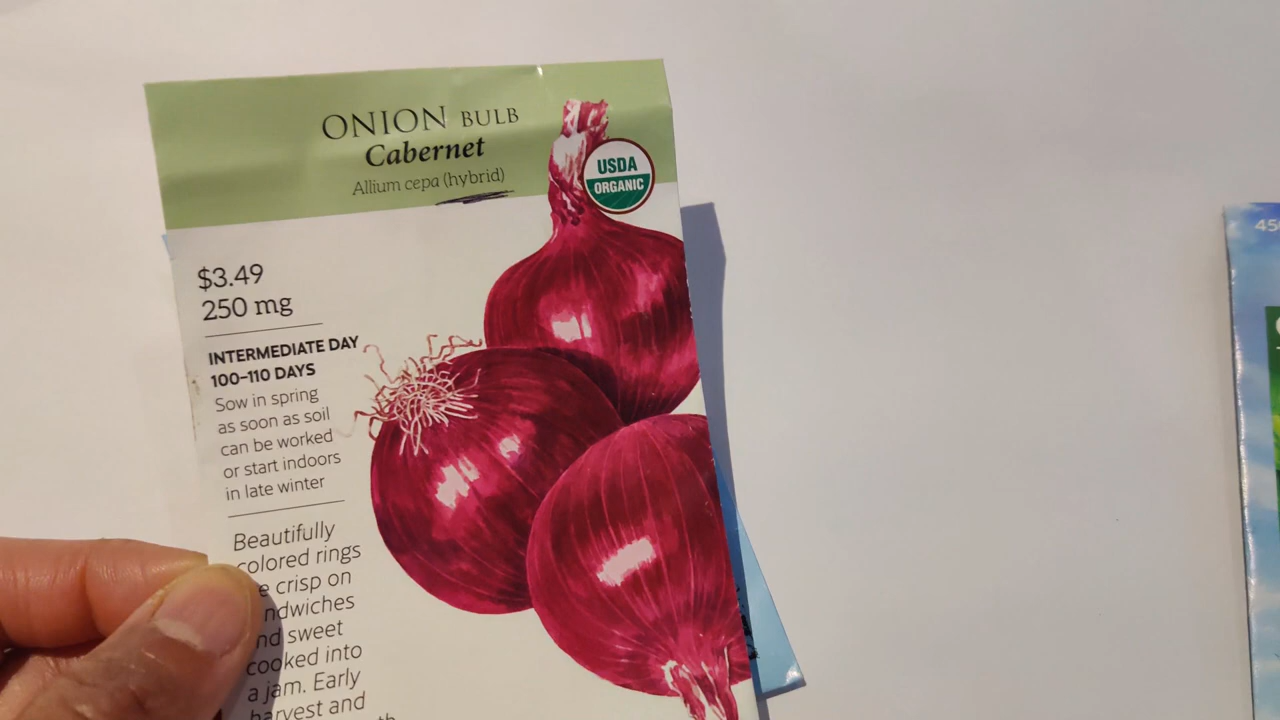 ONION BULB
Cabernet
Allium cepa (hybrid)
USDA
ORGANIC
$3.49
250 mg
INTERMEDIATE DAY
100–110 DAYS
Sow in spring
as soon as soil
can be worked
or start indoors
in late winter
Beautifully
colored rings
crisp on
sweet
cooked into
a jam. Early
harvest and